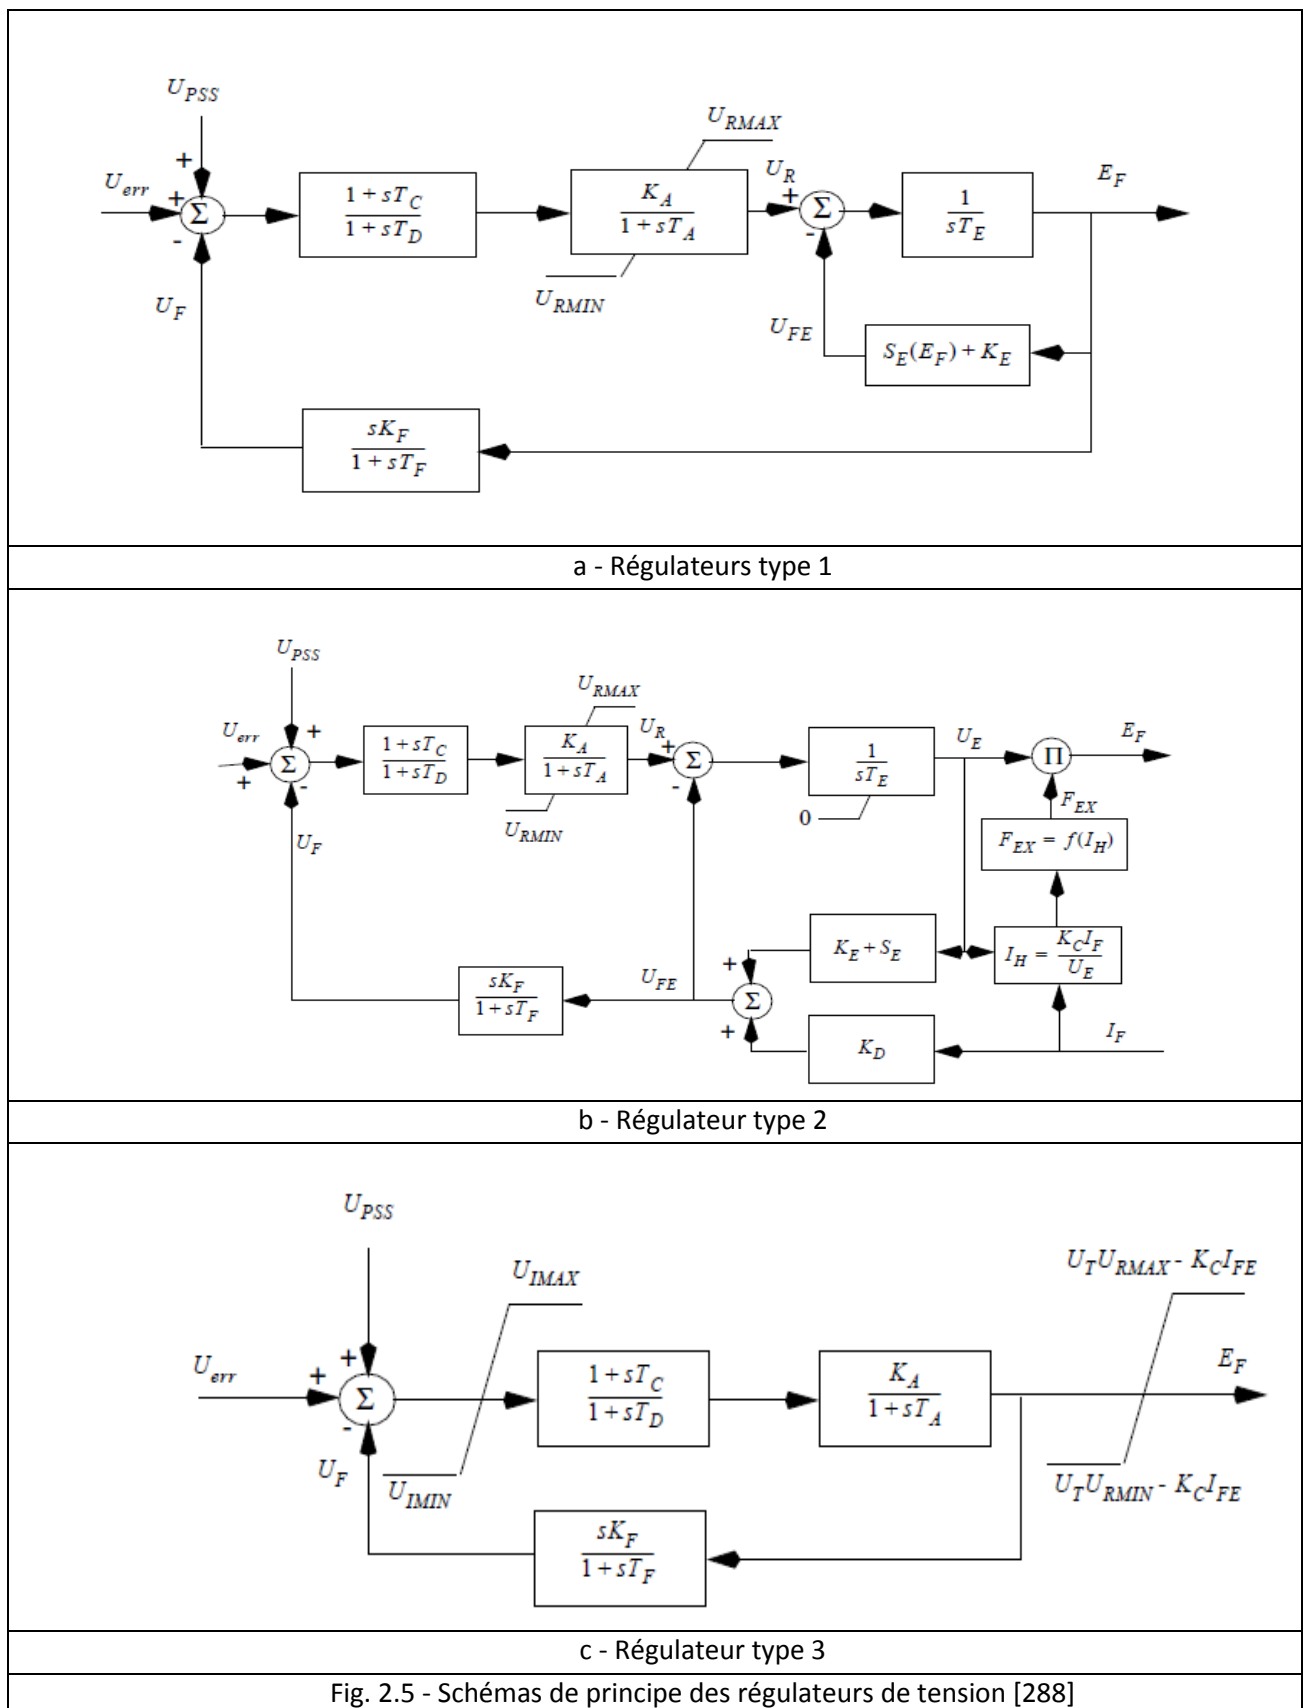 U_PSS
U_RMAX
U_err
+
+
Σ
-
1 + sT_C
1 + sT_D
K_A
1 + sT_A
U_R
+
Σ
-
1
sT_E
E_F
U_RMIN
U_F
U_FE
S_E(E_F) + K_E
sK_F
1 + sT_F
a - Régulateurs type 1
U_PSS
U_RMAX
U_err
+
+
Σ
-
1 + sT_C
1 + sT_D
K_A
1 + sT_A
U_R
+
Σ
-
1
sT_E
0
U_E
Π
E_F
F_EX
U_RMIN
U_F
F_EX = f(I_H)
K_E + S_E
I_H = K_C I_F
U_E
sK_F
1 + sT_F
U_FE
+
Σ
+
K_D
I_F
b - Régulateur type 2
U_PSS
U_IMAX
U_T U_RMAX - K_C I_FE
U_err
+
+
Σ
-
1 + sT_C
1 + sT_D
K_A
1 + sT_A
E_F
U_F
U_IMIN
U_T U_RMIN - K_C I_FE
sK_F
1 + sT_F
c - Régulateur type 3
Fig. 2.5 - Schémas de principe des régulateurs de tension [288]